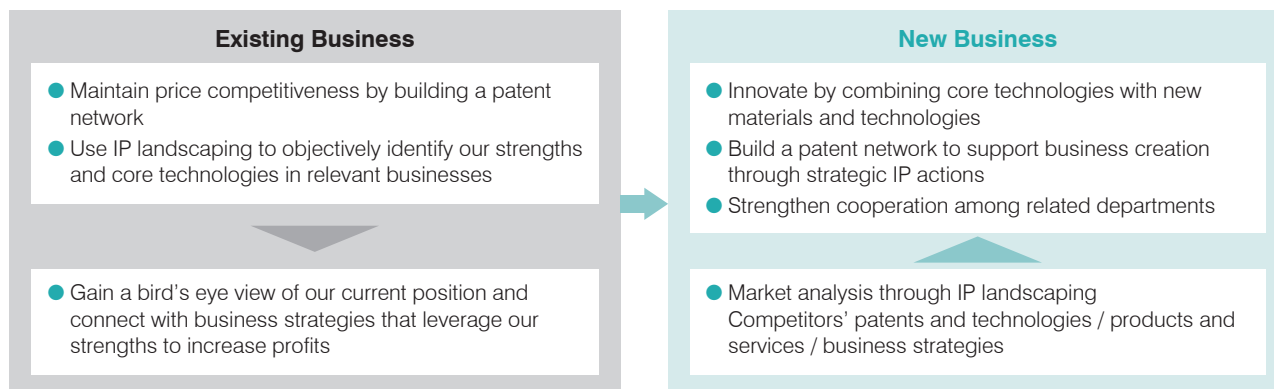 Existing Business
● Maintain price competitiveness by building a patent
network
● Use IP landscaping to objectively identify our strengths
and core technologies in relevant businesses
● Gain a bird's eye view of our current position and
connect with business strategies that leverage our
strengths to increase profits
New Business
● Innovate by combining core technologies with new
materials and technologies
● Build a patent network to support business creation
through strategic IP actions
● Strengthen cooperation among related departments
● Market analysis through IP landscaping
Competitors' patents and technologies / products and
services / business strategies